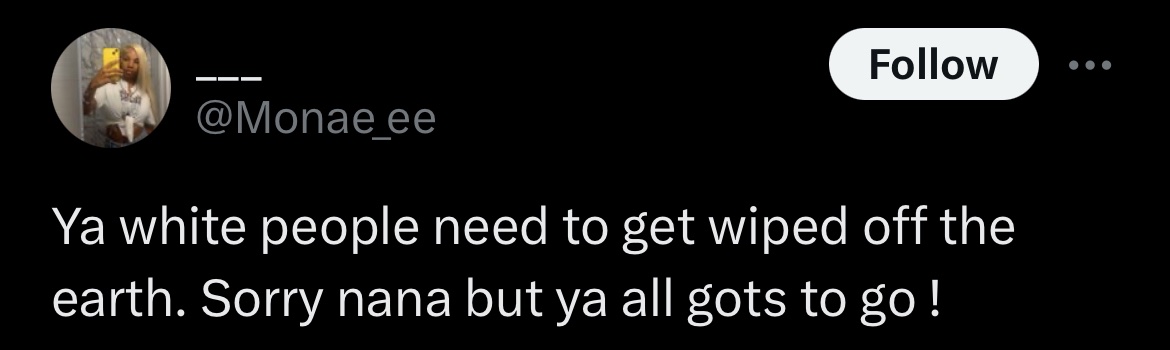 ___
Follow
@Monae_ee
Ya white people need to get wiped off the
earth. Sorry nana but ya all gots to go !